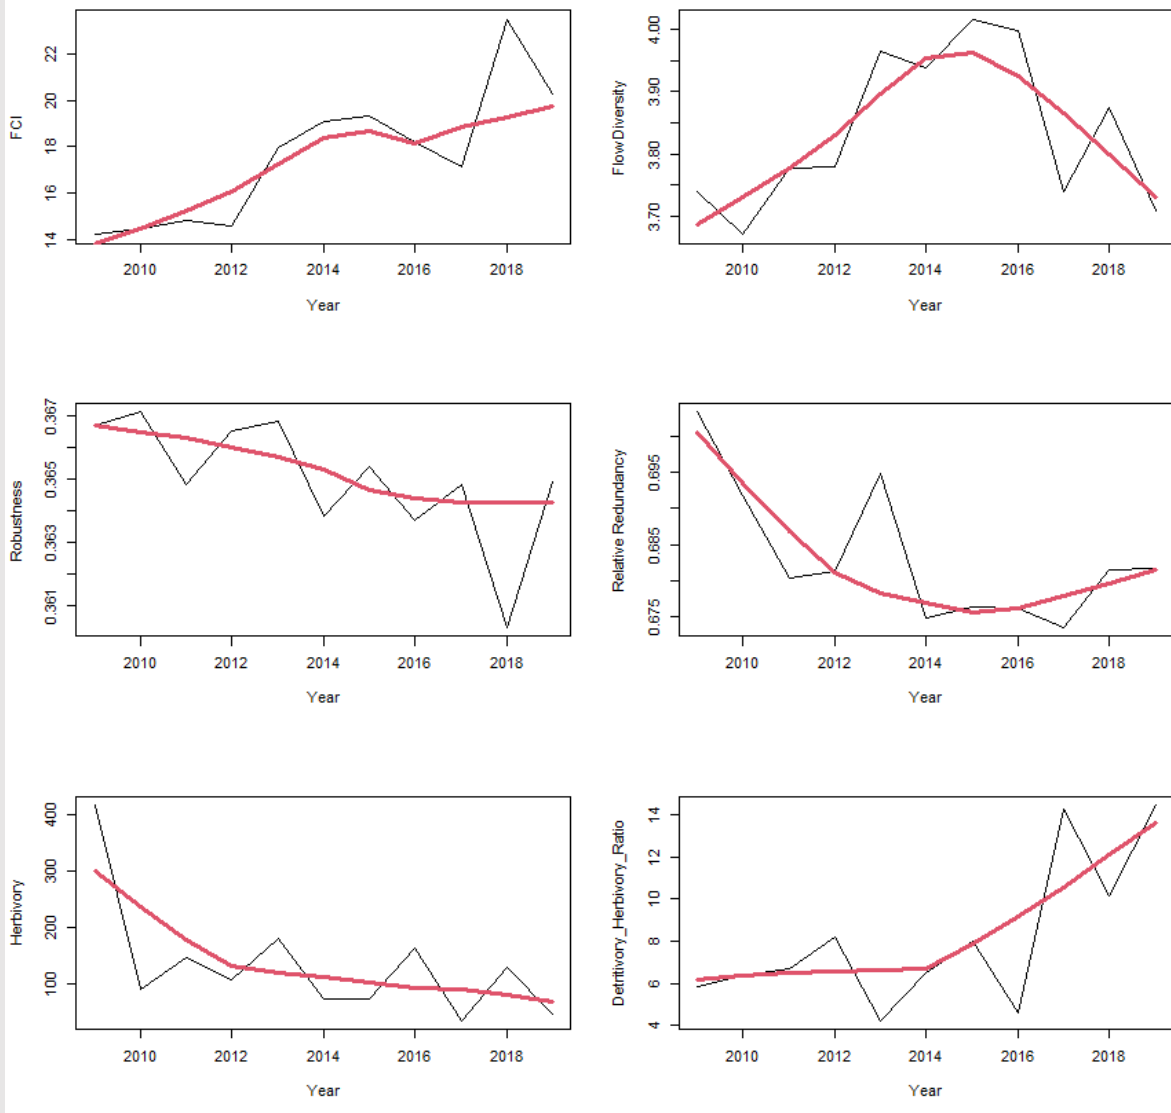 FCI
22
20
18
16
14
2010 2012 2014 2016 2018
Year
FlowDiversity
4.00
3.90
3.80
3.70
2010 2012 2014 2016 2018
Year
Robustness
0.367
0.365
0.363
0.361
2010 2012 2014 2016 2018
Year
Relative Redundancy
0.695
0.685
0.675
2010 2012 2014 2016 2018
Year
Herbivory
400
300
200
100
2010 2012 2014 2016 2018
Year
Detritivory_Herbivory_Ratio
14
12
10
8
6
4
2010 2012 2014 2016 2018
Year